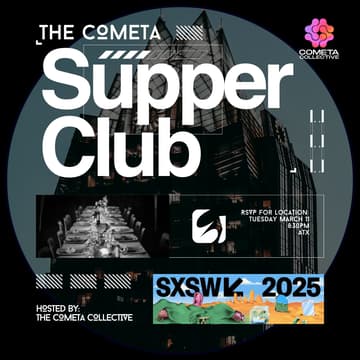 THE COMETA
Supper
Club
COMETA
COLLECTIVE
RSVP FOR LOCATION
TUESDAY MARCH 11
6:30PM
ATX
SXSW 2025
HOSTED BY:
THE COMETA COLLECTIVE